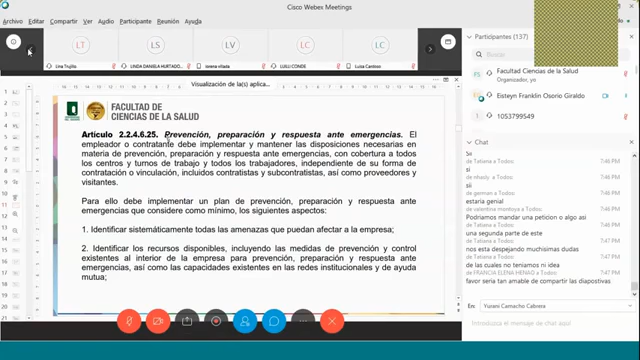 Cisco Webex Meetings
Archivo Editar Compartir Ver Audio Participante Reunión Ayuda
LT
LS
LV
LC
LC
Lina Trujillo
LINDA DANIELA HURTADO...
lorena villada
LULU CONDE
Luisa Cardozo
Visualización de la(s) aplica...
FACULTAD DE
CIENCIAS DE LA SALUD
Artículo 2.2.4.6.25. Prevención, preparación y respuesta ante emergencias. El
empleador o contratante debe implementar y mantener las disposiciones necesarias en
materia de prevención, preparación y respuesta ante emergencias, con cobertura a todos
los centros y turnos de trabajo y todos los trabajadores, independiente de su forma de
contratación o vinculación, incluidos contratistas y subcontratistas, así como proveedores y
visitantes.
Para ello debe implementar un plan de prevención, preparación y respuesta ante
emergencias que considere como mínimo, los siguientes aspectos:
1. Identificar sistemáticamente todas las amenazas que puedan afectar a la empresa;
2. Identificar los recursos disponibles, incluyendo las medidas de prevención y control
existentes al interior de la empresa para prevención, preparación y respuesta ante
emergencias, así como las capacidades existentes en las redes institucionales y de ayuda
mutua;
Participantes (137)
Buscar
Facultad Ciencias de la Salud
Organizador, yo
Eisteyn Franklin Osorio Giraldo
1053799549
Chat
Sii
de Tatiana a Todos: 7:46 PM
si
de nhasly a Todos: 7:46 PM
sii
de german a Todos: 7:46 PM
estaria genial
de valentine montoya a Todos: 7:46 PM
Podriamos mandar una peticion o algo asi
de Tatiana a Todos: 7:46 PM
una segunda parte de este
de Tatiana a Todos: 7:46 PM
nos esta despejando muchisimas dudas
de Tatiana a Todos: 7:47 PM
de las cuales no teniamos ni idea
de FRANCIA ELENA HENAO a Todos: 7:47 PM
favor seria tan amable de compartir las diapostivas
En: Yurani Camacho Cabrera
Introduzca el mensaje de chat aquí